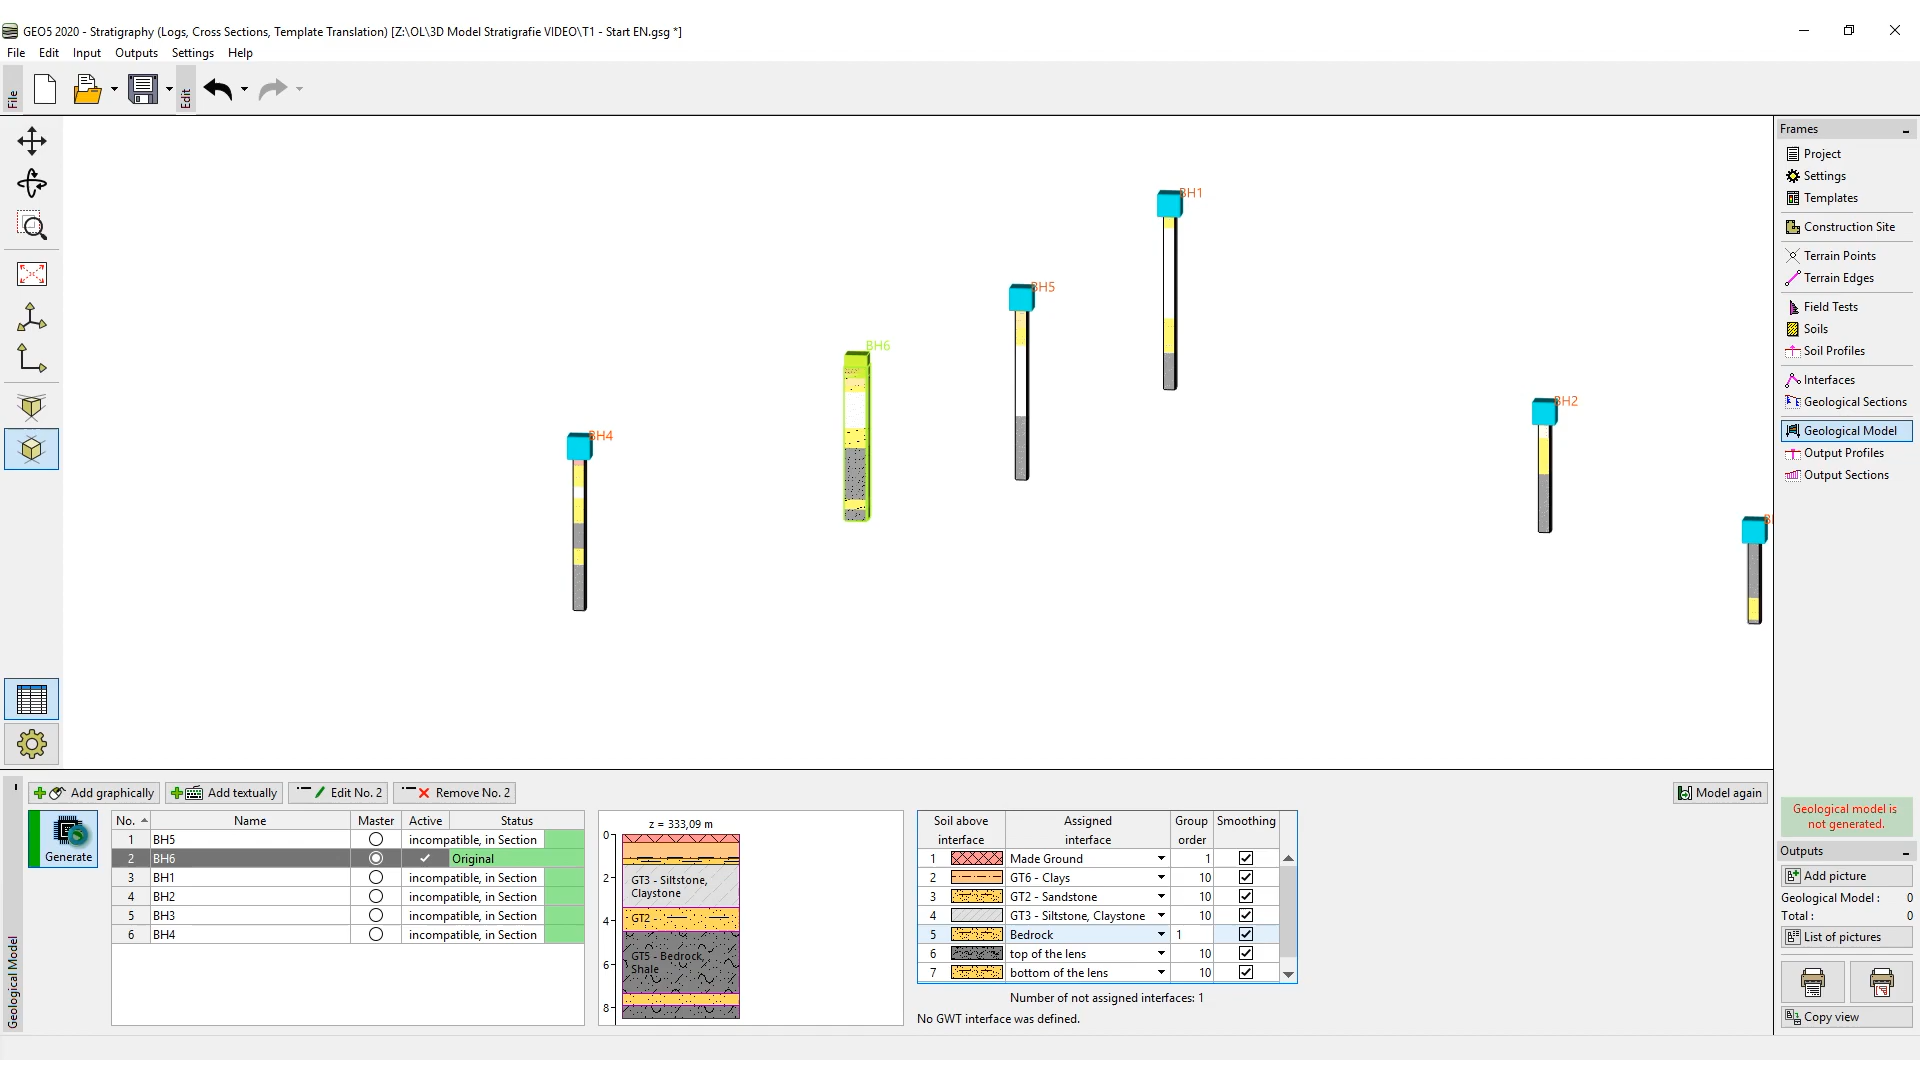 GEO5 2020 - Stratigraphy (Logs, Cross Sections, Template Translation) [Z:\OL\3D Model Stratigrafie VIDEO\T1 - Start EN.gsg *]
File Edit Input Outputs Settings Help
File
Edit
BH1
BH5
BH6
BH2
BH4
Frames
Project
Settings
Templates
Construction Site
Terrain Points
Terrain Edges
Field Tests
Soils
Soil Profiles
Interfaces
Geological Sections
Geological Model
Output Profiles
Output Sections
Geological model is
not generated.
Outputs
Add picture
Geological Model : 0
Total : 0
List of pictures
Copy view
Geological Model
Add graphically Add textually Edit No. 2 Remove No. 2 Model again
Generate
No. Name Master Active Status
1 BH5 incompatible, in Section
2 BH6 Original
3 BH1 incompatible, in Section
4 BH2 incompatible, in Section
5 BH3 incompatible, in Section
6 BH4 incompatible, in Section
z = 333,09 m
0
2
4
6
8
GT3 - Siltstone,
Claystone
GT2 -
GT5 - Bedrock,
Shale
Soil above interface Assigned interface Group order Smoothing
1 Made Ground 1
2 GT6 - Clays 10
3 GT2 - Sandstone 10
4 GT3 - Siltstone, Claystone 10
5 Bedrock 1
6 top of the lens 10
7 bottom of the lens 10
Number of not assigned interfaces: 1
No GWT interface was defined.